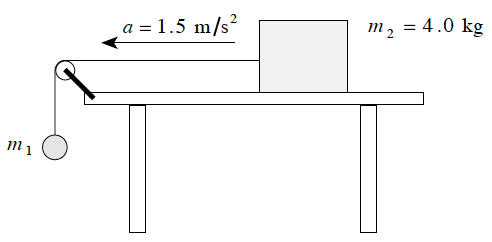 a = 1.5 m/s²
m₂ = 4.0 kg
m₁